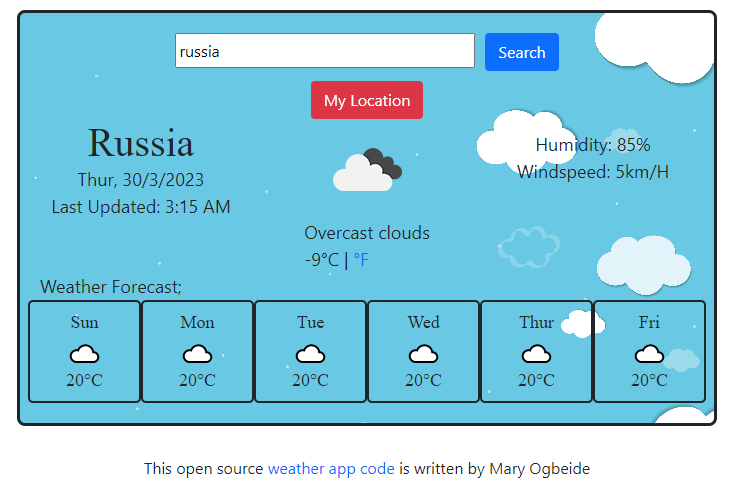 russia
Search
My Location
Russia
Thur, 30/3/2023
Last Updated: 3:15 AM
Overcast clouds
-9°C | °F
Humidity: 85%
Windspeed: 5km/H
Weather Forecast;
Sun Mon Tue Wed Thur Fri
20°C 20°C 20°C 20°C 20°C 20°C
This open source weather app code is written by Mary Ogbeide